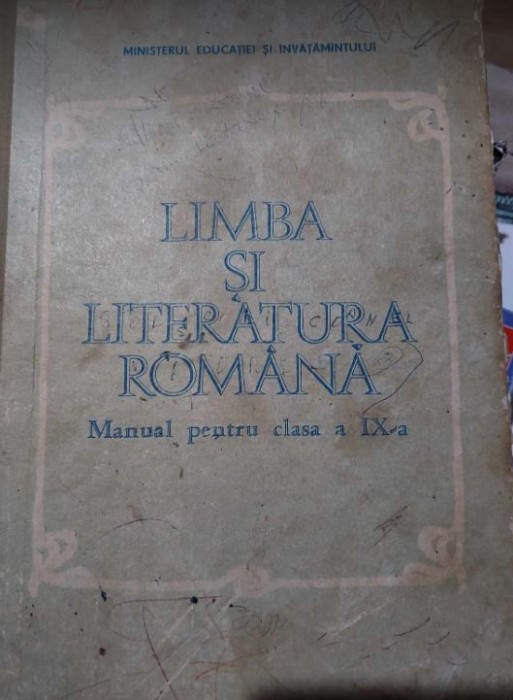 MINISTERUL EDUCAȚIEI ȘI INVĂȚĂMÎNTULUI
LIMBA
ȘI
LITERATURA
ROMÂNĂ
Manual pentru clasa a IX-a